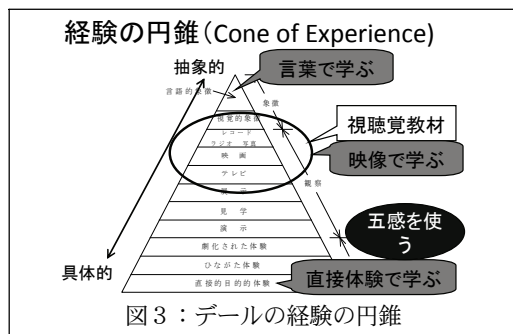 経験の円錐（Cone of Experience）
抽象的
言葉で学ぶ
言語的象徴
象徴
視覚的象徴
視聴覚教材
レコード
ラジオ 写真
映像で学ぶ
映 画
テレビ
観察
展 示
見 学
五感を使
う
演 示
劇化された体験
具体的
ひながた体験
直接的目的的体験
直接体験で学ぶ
図３：デールの経験の円錐